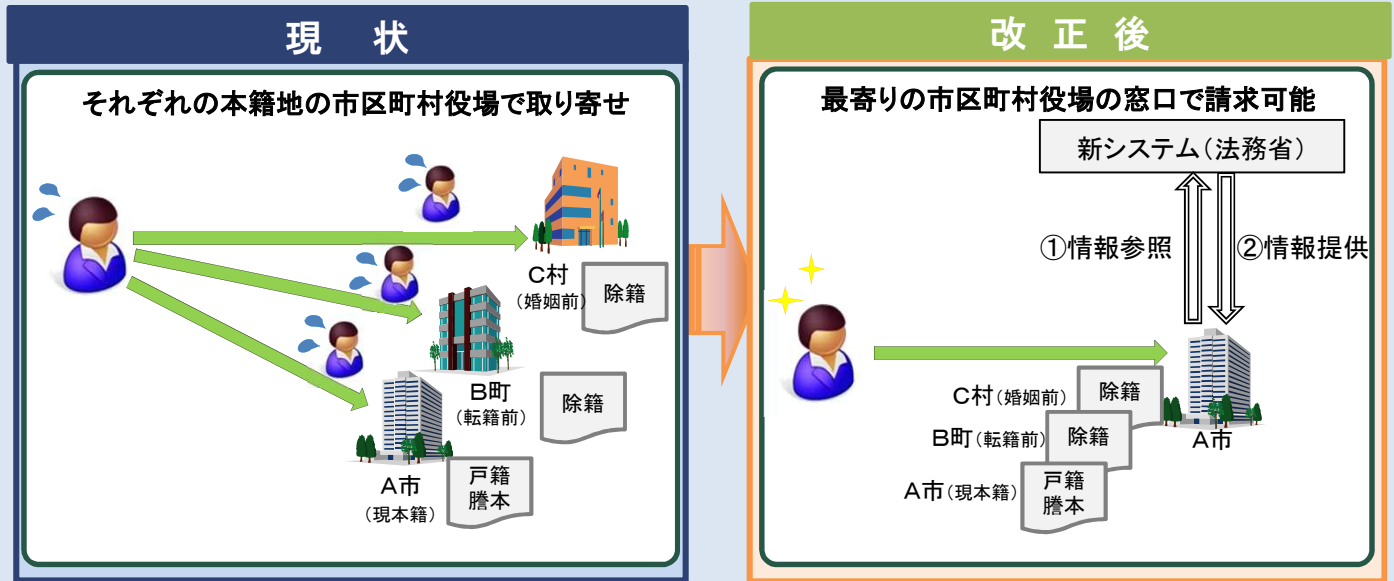 現　状
それぞれの本籍地の市区町村役場で取り寄せ
C村
（婚姻前）
除籍
B町
（転籍前）
除籍
A市
（現本籍）
戸籍
謄本
改 正 後
最寄りの市区町村役場の窓口で請求可能
新システム（法務省）
①情報参照
②情報提供
C村（婚姻前）
除籍
B町（転籍前）
除籍
A市（現本籍）
戸籍
謄本
A市